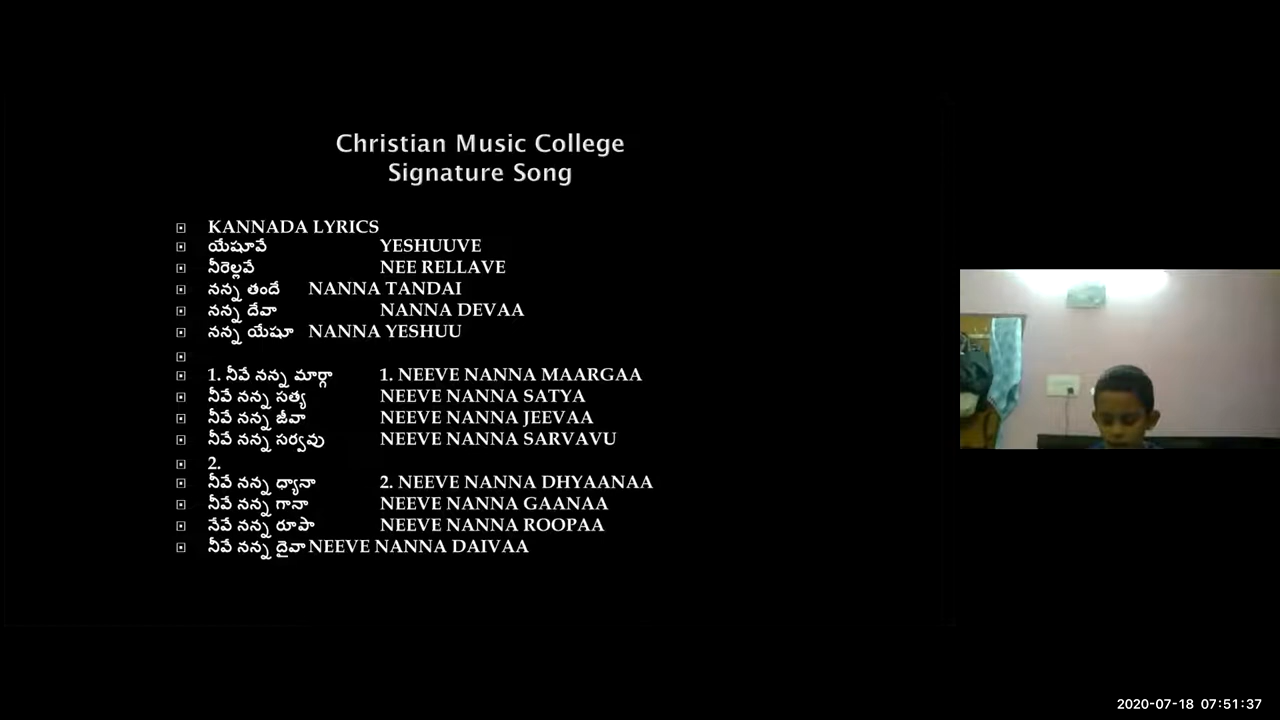 Christian Music College
Signature Song
KANNADA LYRICS
యేషూవే YESHUUVE
నీరెల్లవే NEE RELLAVE
నన్న తందే NANNA TANDAI
నన్న దేవా NANNA DEVAA
నన్న యేషూ NANNA YESHUU
1. నీవే నన్న మార్గా 1. NEEVE NANNA MAARGAA
నీవే నన్న సత్య NEEVE NANNA SATYA
నీవే నన్న జీవా NEEVE NANNA JEEVAA
నీవే నన్న సర్వవు NEEVE NANNA SARVAVU
2.
నీవే నన్న ధ్యానా 2. NEEVE NANNA DHYAANAA
నీవే నన్న గానా NEEVE NANNA GAANAA
నేవే నన్న రూపా NEEVE NANNA ROOPAA
నీవే నన్న దైవా NEEVE NANNA DAIVAA
2020-07-18 07:51:37